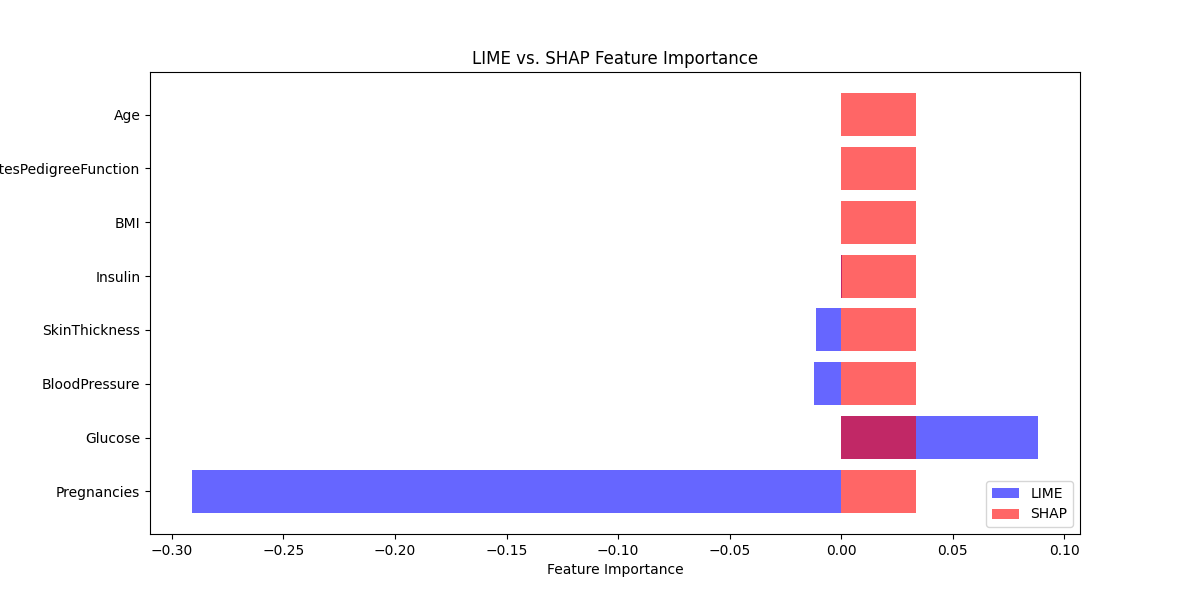 LIME vs. SHAP Feature Importance
Age
tesPedigreeFunction
BMI
Insulin
SkinThickness
BloodPressure
Glucose
Pregnancies
LIME
SHAP
−0.30 −0.25 −0.20 −0.15 −0.10 −0.05 0.00 0.05 0.10
Feature Importance